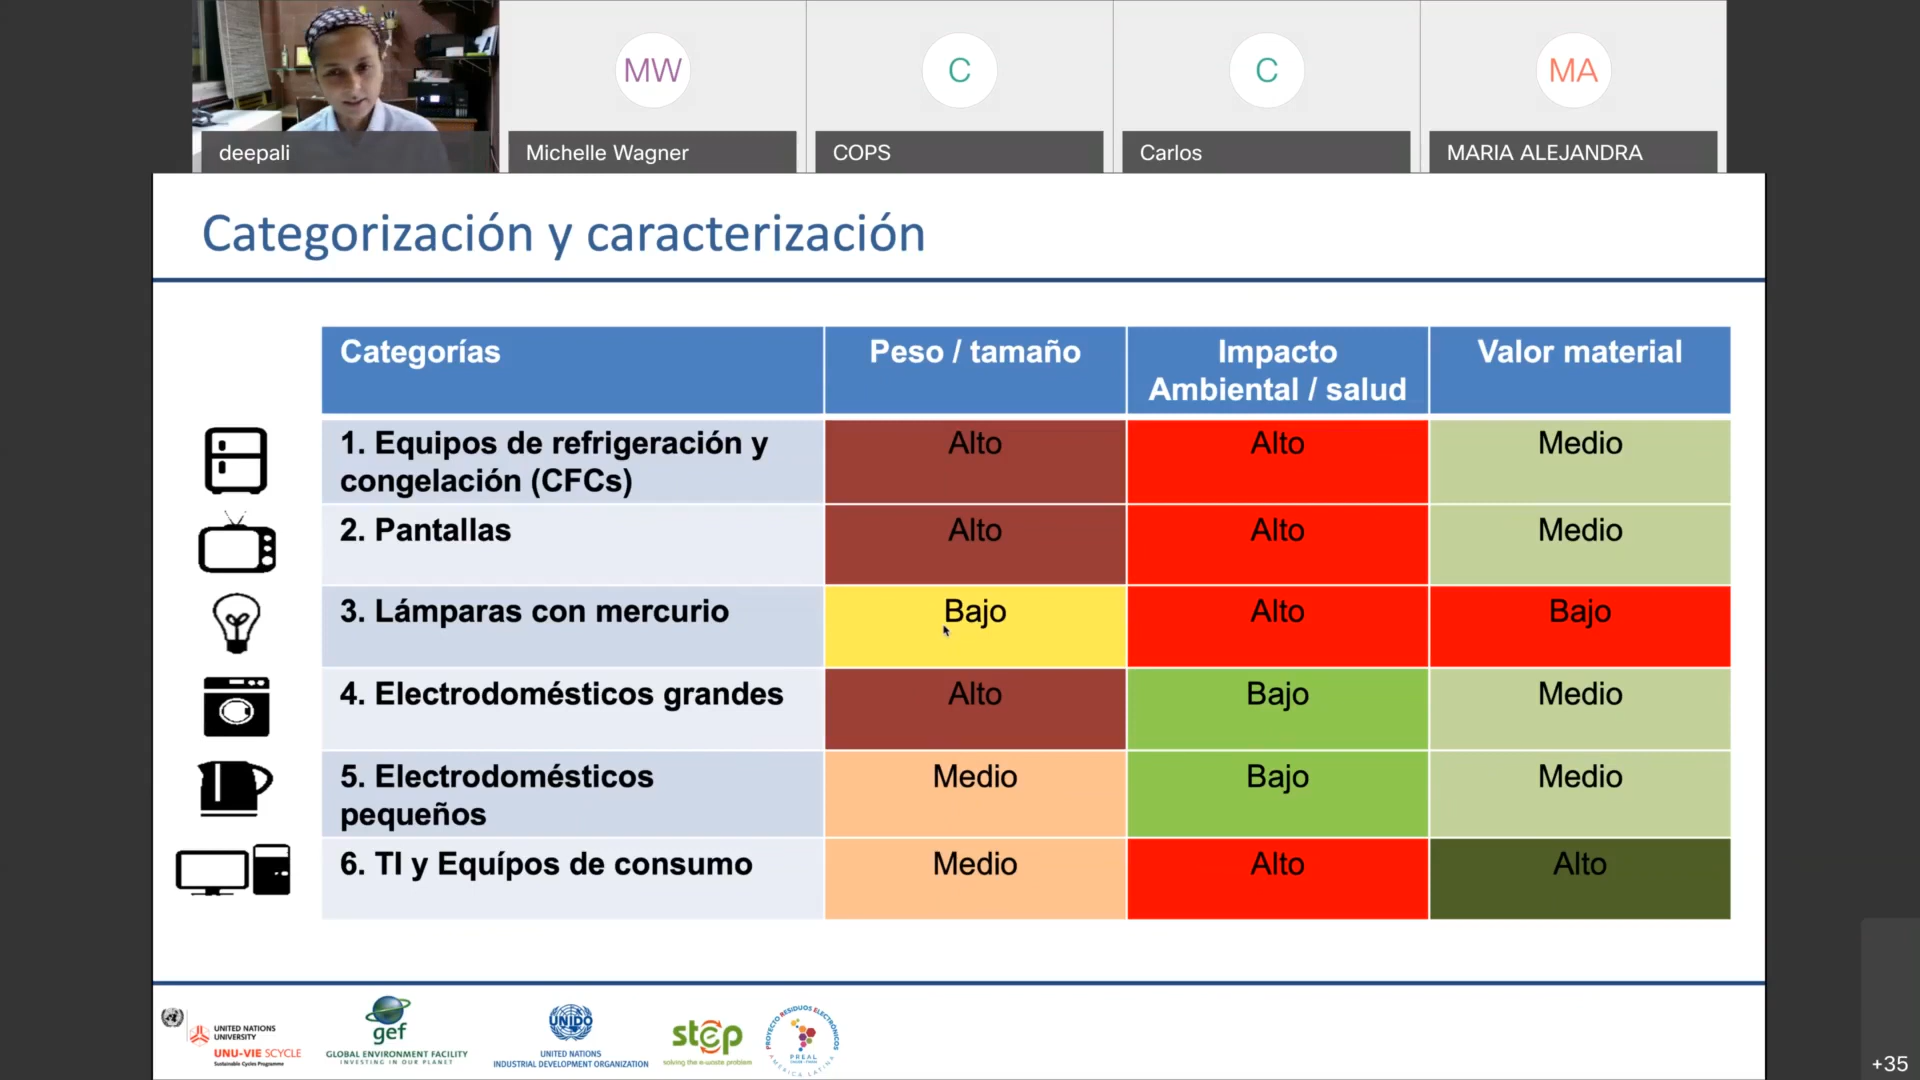 MW
C
C
MA
deepali
Michelle Wagner
COPS
Carlos
MARIA ALEJANDRA
Categorización y caracterización
Categorías
Peso / tamaño
Impacto
Ambiental / salud
Valor material
1. Equipos de refrigeración y
congelación (CFCs)
Alto
Alto
Medio
2. Pantallas
Alto
Alto
Medio
3. Lámparas con mercurio
Bajo
Alto
Bajo
4. Electrodomésticos grandes
Alto
Bajo
Medio
5. Electrodomésticos
pequeños
Medio
Bajo
Medio
6. TI y Equípos de consumo
Medio
Alto
Alto
UNITED NATIONS
UNIVERSITY
UNU-VIE SCYCLE
Sustainable Cycles Programme
gef
GLOBAL ENVIRONMENT FACILITY
INVESTING IN OUR PLANET
UNIDO
UNITED NATIONS
INDUSTRIAL DEVELOPMENT ORGANIZATION
step
solving the e-waste problem
PROYECTO RESIDUOS ELECTRÓNICOS
PREAL
AMÉRICA LATINA
+35